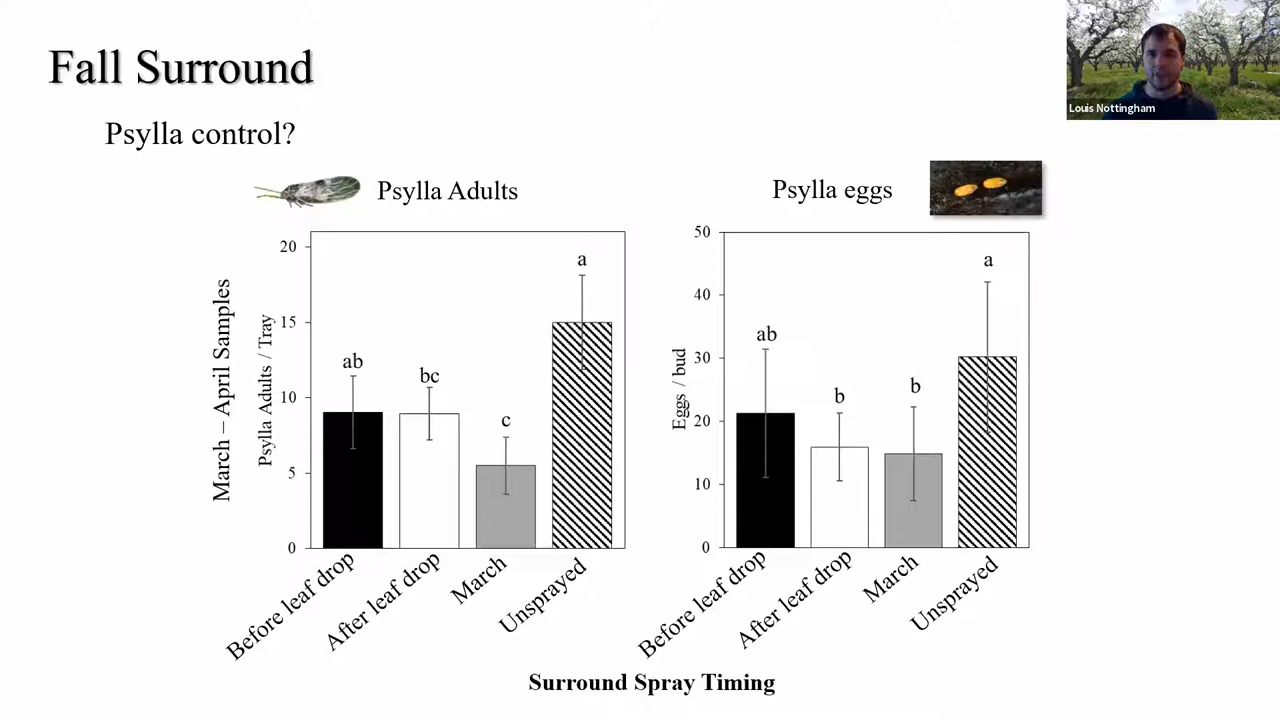 Fall Surround
Louis Nottingham
Psylla control?
Psylla Adults
Psylla eggs
March – April Samples
Psylla Adults / Tray
20
15
10
5
0
ab
bc
c
a
Before leaf drop
After leaf drop
March
Unsprayed
Eggs / bud
50
40
30
20
10
0
ab
b
b
a
Before leaf drop
After leaf drop
March
Unsprayed
Surround Spray Timing